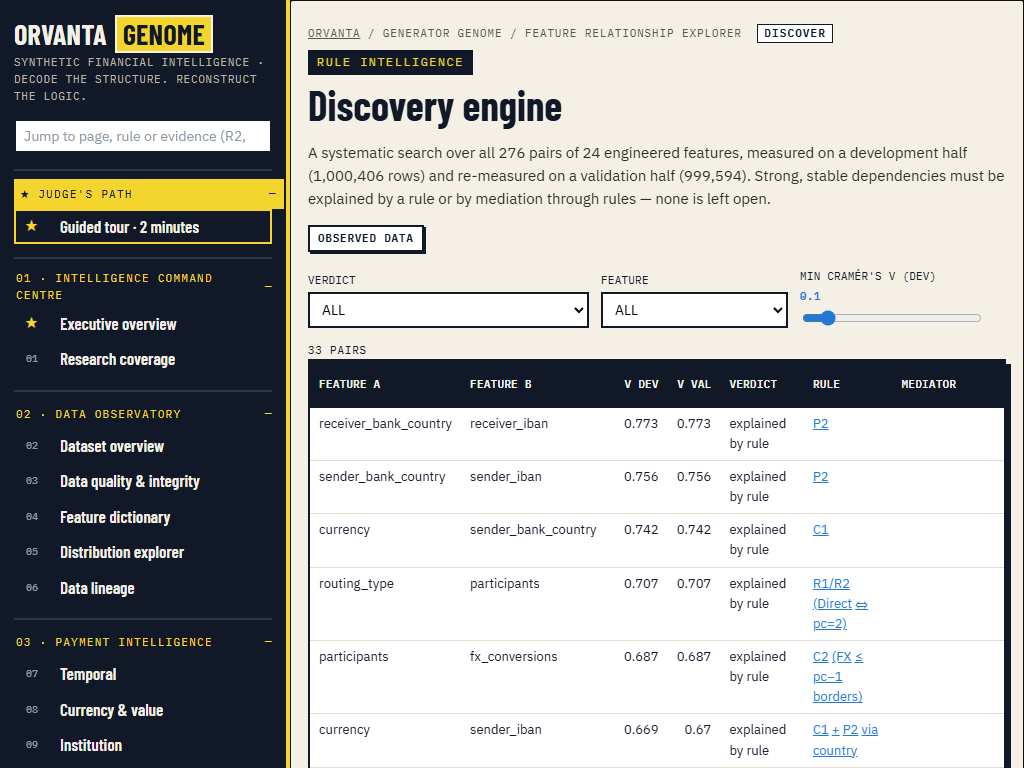 ORVANTA GENOME
SYNTHETIC FINANCIAL INTELLIGENCE ·
DECODE THE STRUCTURE. RECONSTRUCT
THE LOGIC.
Jump to page, rule or evidence (R2,
★ JUDGE'S PATH −
★ Guided tour · 2 minutes
01 · INTELLIGENCE COMMAND
CENTRE −
★ Executive overview
01 Research coverage
02 · DATA OBSERVATORY −
02 Dataset overview
03 Data quality & integrity
04 Feature dictionary
05 Distribution explorer
06 Data lineage
03 · PAYMENT INTELLIGENCE −
07 Temporal
08 Currency & value
09 Institution
ORVANTA / GENERATOR GENOME / FEATURE RELATIONSHIP EXPLORER DISCOVER
RULE INTELLIGENCE
Discovery engine
A systematic search over all 276 pairs of 24 engineered features, measured on a development half
(1,000,406 rows) and re-measured on a validation half (999,594). Strong, stable dependencies must be
explained by a rule or by mediation through rules — none is left open.
OBSERVED DATA
VERDICT
ALL
FEATURE
ALL
MIN CRAMÉR'S V (DEV)
0.1
33 PAIRS
FEATURE A FEATURE B V DEV V VAL VERDICT RULE MEDIATOR
receiver_bank_country receiver_iban 0.773 0.773 explained P2
by rule
sender_bank_country sender_iban 0.756 0.756 explained P2
by rule
currency sender_bank_country 0.742 0.742 explained C1
by rule
routing_type participants 0.707 0.707 explained R1/R2
by rule (Direct ⇔
pc=2)
participants fx_conversions 0.687 0.687 explained C2 (FX ≤
by rule pc−1
borders)
currency sender_iban 0.669 0.67 explained C1 + P2 via
by rule country